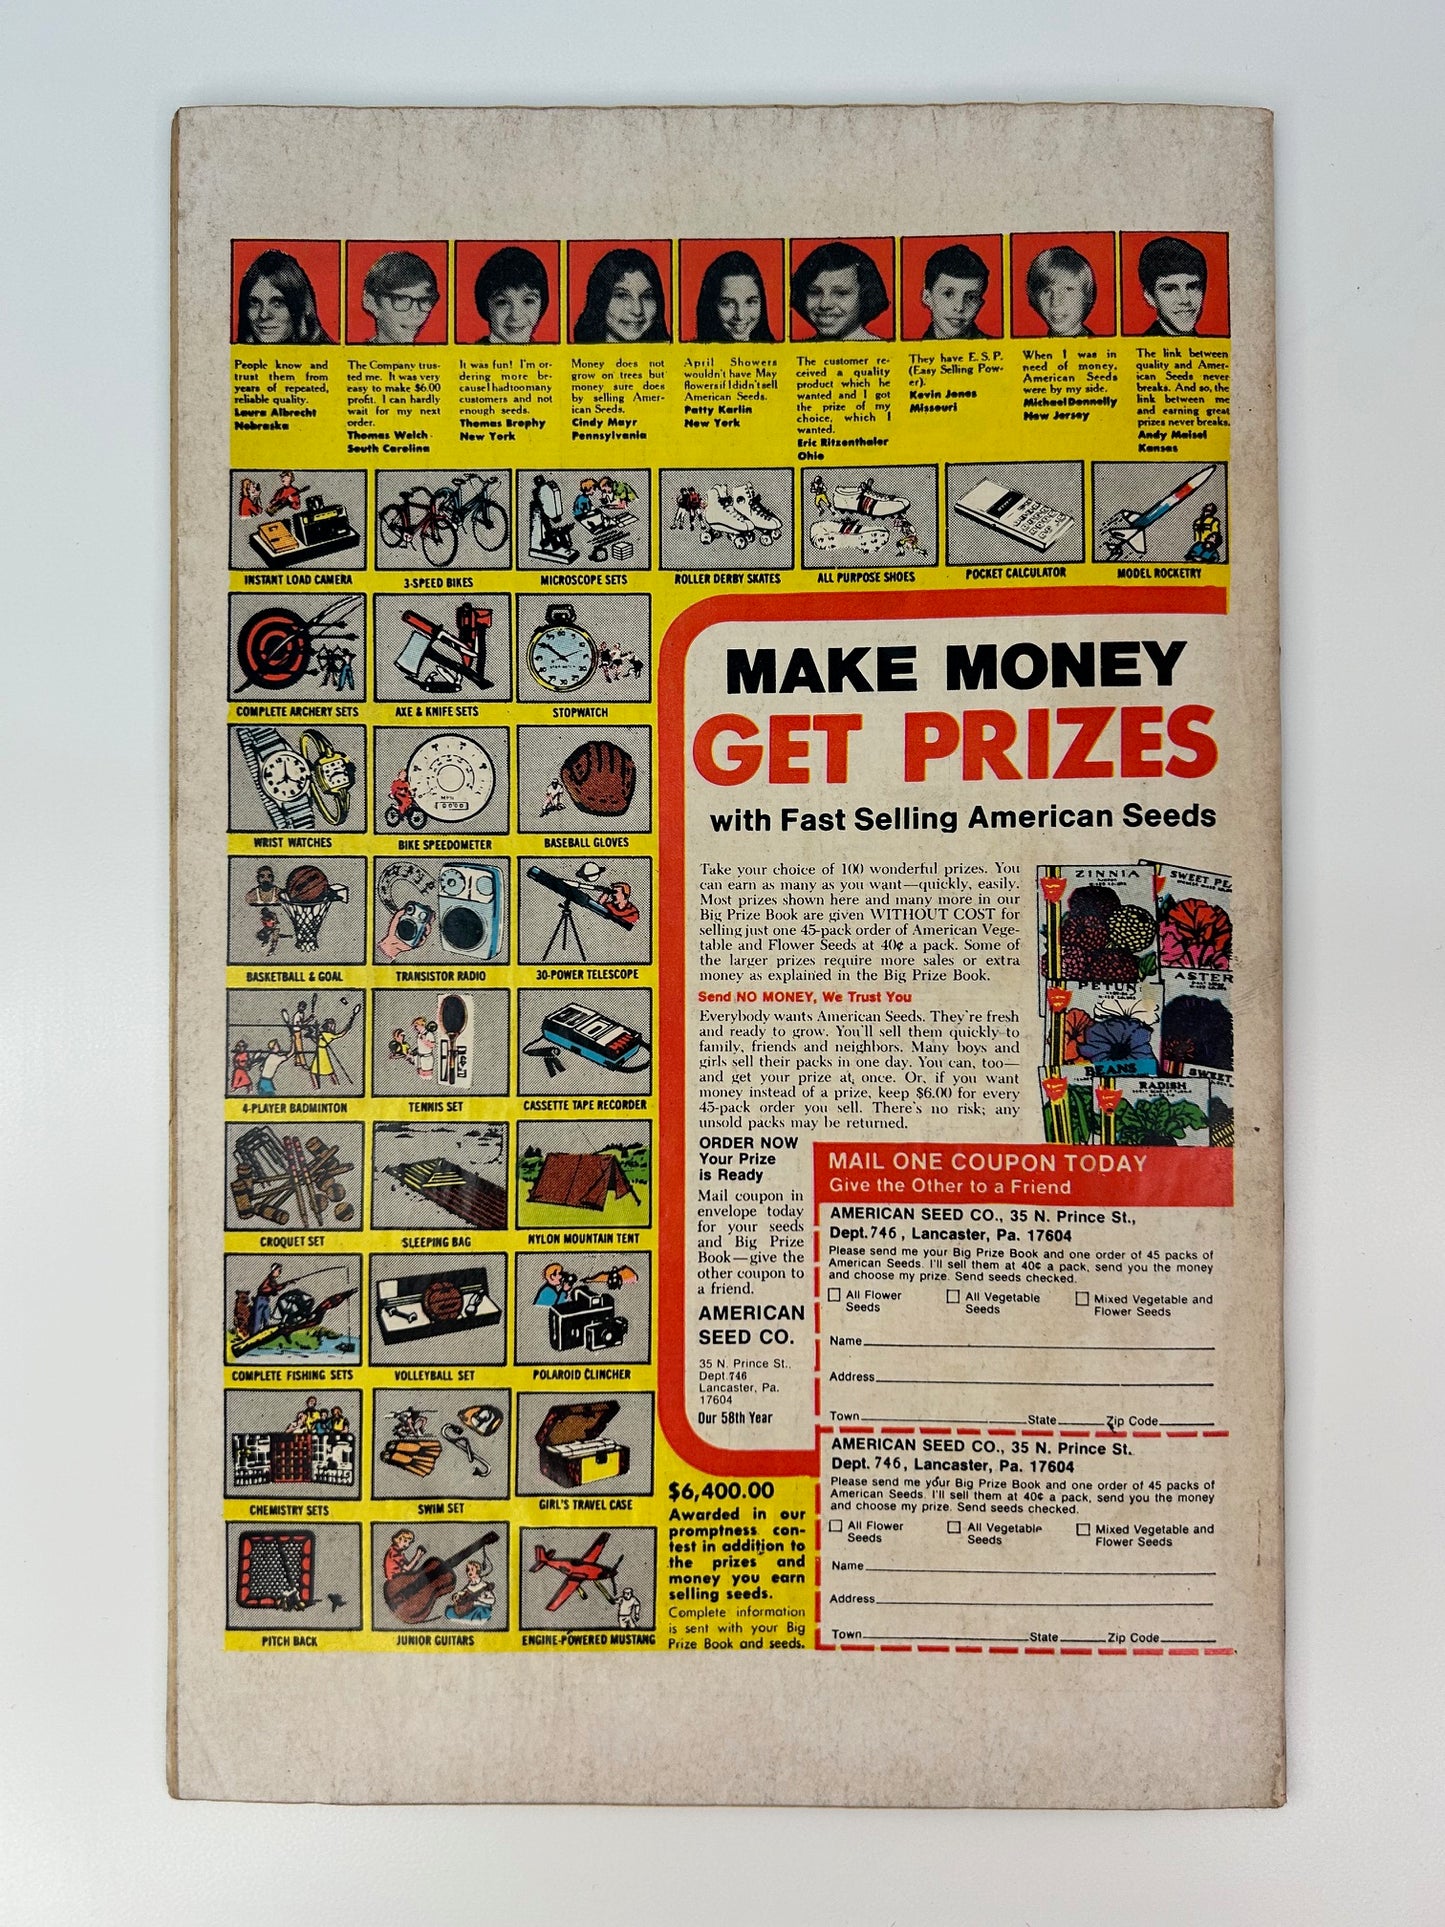 People know and
trust them from
years of repeated,
reliable quality.
Laura Albrecht
Nebraska
The Company trus-
ted me. It was very
easy to make $6.00
profit. I can hardly
wait for my next
order.
Thomas Welch
South Carolina
It was fun! I'm or-
dering more be-
cause I had too many
customers and not
enough seeds.
Thomas Brophy
New York
Money does not
grow on trees but
money sure does
by selling Amer-
ican Seeds.
Cindy Mayr
Pennsylvania
April Showers
wouldn't have May
flowers if I didn't sell
American Seeds.
Patty Karlin
New York
The customer re-
ceived a quality
product which he
wanted and I got
the prize of my
choice, which I
wanted.
Eric Ritzenthaler
Ohio
They have E. S. P.
(Easy Selling Pow-
er).
Kevin Jones
Missouri
When I was in
need of money,
American Seeds
were by my side.
Michael Donnelly
New Jersey
The link between
quality and Amer-
ican Seeds never
breaks. And so, the
link between me
and earning great
prizes never breaks.
Andy Maisel
Kansas
INSTANT LOAD CAMERA
3-SPEED BIKES
MICROSCOPE SETS
ROLLER DERBY SKATES
ALL PURPOSE SHOES
POCKET CALCULATOR
MODEL ROCKETRY
COMPLETE ARCHERY SETS
AXE & KNIFE SETS
STOPWATCH
WRIST WATCHES
BIKE SPEEDOMETER
BASEBALL GLOVES
BASKETBALL & GOAL
TRANSISTOR RADIO
30-POWER TELESCOPE
4-PLAYER BADMINTON
TENNIS SET
CASSETTE TAPE RECORDER
CROQUET SET
SLEEPING BAG
NYLON MOUNTAIN TENT
COMPLETE FISHING SETS
VOLLEYBALL SET
POLAROID CLINCHER
CHEMISTRY SETS
SWIM SET
GIRL'S TRAVEL CASE
PITCH BACK
JUNIOR GUITARS
ENGINE-POWERED MUSTANG
MAKE MONEY
GET PRIZES
with Fast Selling American Seeds
Take your choice of 100 wonderful prizes. You
can earn as many as you want—quickly, easily.
Most prizes shown here and many more in our
Big Prize Book are given WITHOUT COST for
selling just one 45-pack order of American Vege-
table and Flower Seeds at 40¢ a pack. Some of
the larger prizes require more sales or extra
money as explained in the Big Prize Book.
Send NO MONEY, We Trust You
Everybody wants American Seeds. They're fresh
and ready to grow. You'll sell them quickly to
family, friends and neighbors. Many boys and
girls sell their packs in one day. You can, too—
and get your prize at once. Or, if you want
money instead of a prize, keep $6.00 for every
45-pack order you sell. There's no risk; any
unsold packs may be returned.
ZINNIA
SWEET PE
ASTER
PETUN
BEANS
RADISH
SWEET
ORDER NOW
Your Prize
is Ready
Mail coupon in
envelope today
for your seeds
and Big Prize
Book—give the
other coupon to
a friend.
AMERICAN
SEED CO.
35 N. Prince St.,
Dept. 746
Lancaster, Pa.
17604
Our 58th Year
MAIL ONE COUPON TODAY
Give the Other to a Friend
AMERICAN SEED CO., 35 N. Prince St.,
Dept. 746, Lancaster, Pa. 17604
Please send me your Big Prize Book and one order of 45 packs of
American Seeds. I'll sell them at 40¢ a pack, send you the money
and choose my prize. Send seeds checked.
All Flower
Seeds
All Vegetable
Seeds
Mixed Vegetable and
Flower Seeds
Name
Address
Town State Zip Code
AMERICAN SEED CO., 35 N. Prince St.
Dept. 746, Lancaster, Pa. 17604
Please send me your Big Prize Book and one order of 45 packs of
American Seeds. I'll sell them at 40¢ a pack, send you the money
and choose my prize. Send seeds checked.
All Flower
Seeds
All Vegetable
Seeds
Mixed Vegetable and
Flower Seeds
Name
Address
Town State Zip Code
$6,400.00
Awarded in our
promptness con-
test in addition to
the prizes and
money you earn
selling seeds.
Complete information
is sent with your Big
Prize Book and seeds.